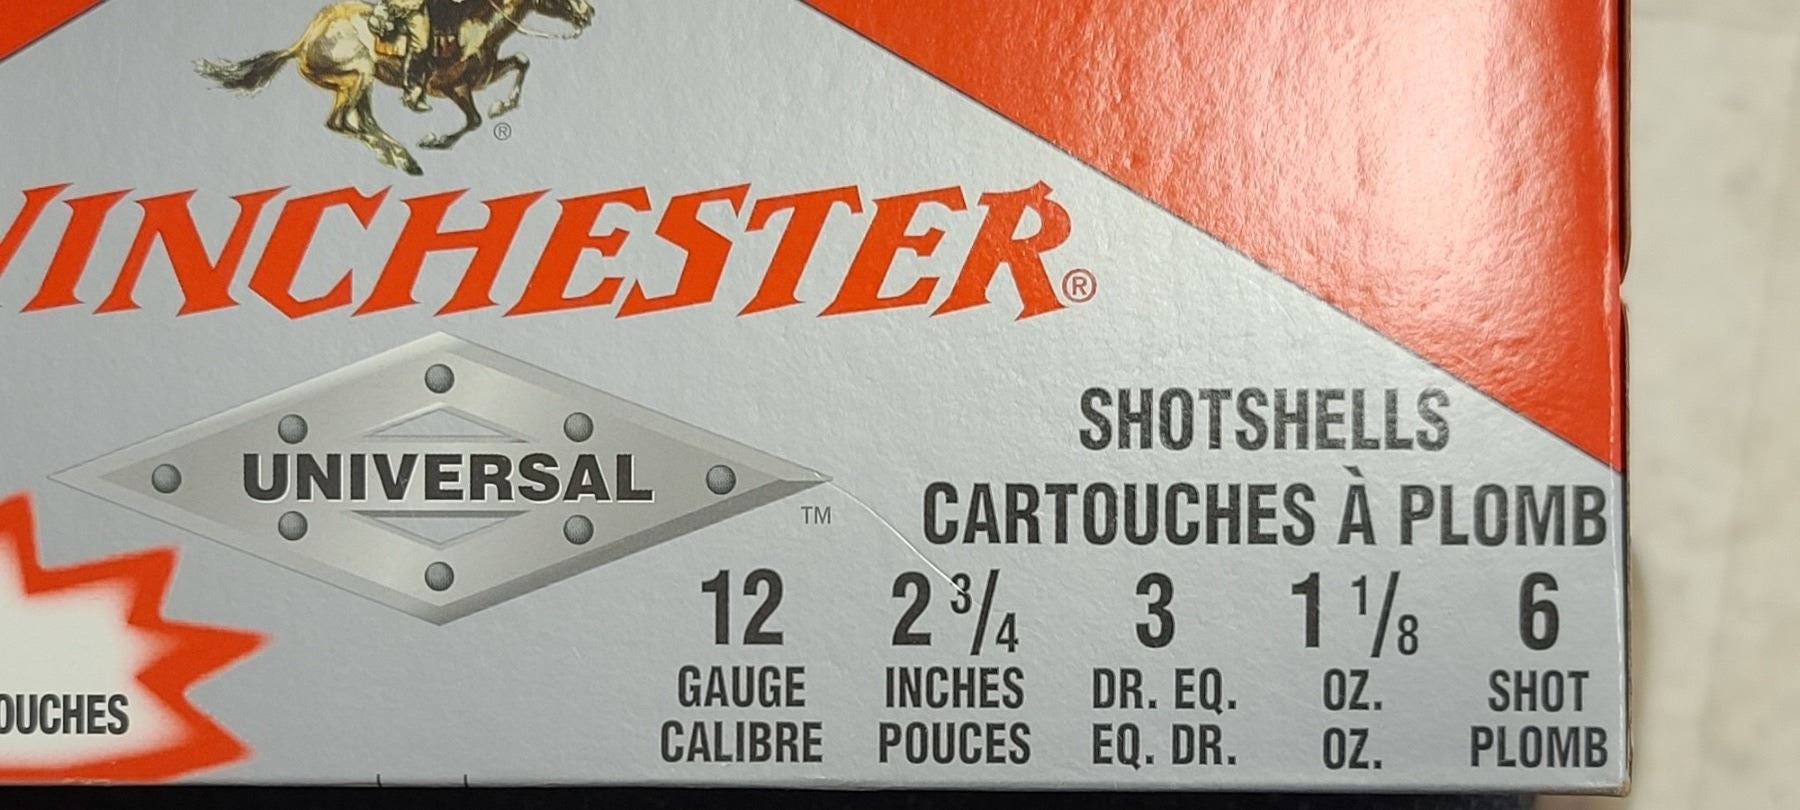 ®
WINCHESTER®
UNIVERSAL
TM
SHOTSHELLS
CARTOUCHES À PLOMB
12 2 3/4 3 1 1/8 6
GAUGE INCHES DR. EQ. OZ. SHOT
CALIBRE POUCES EQ. DR. OZ. PLOMB
OUCHES